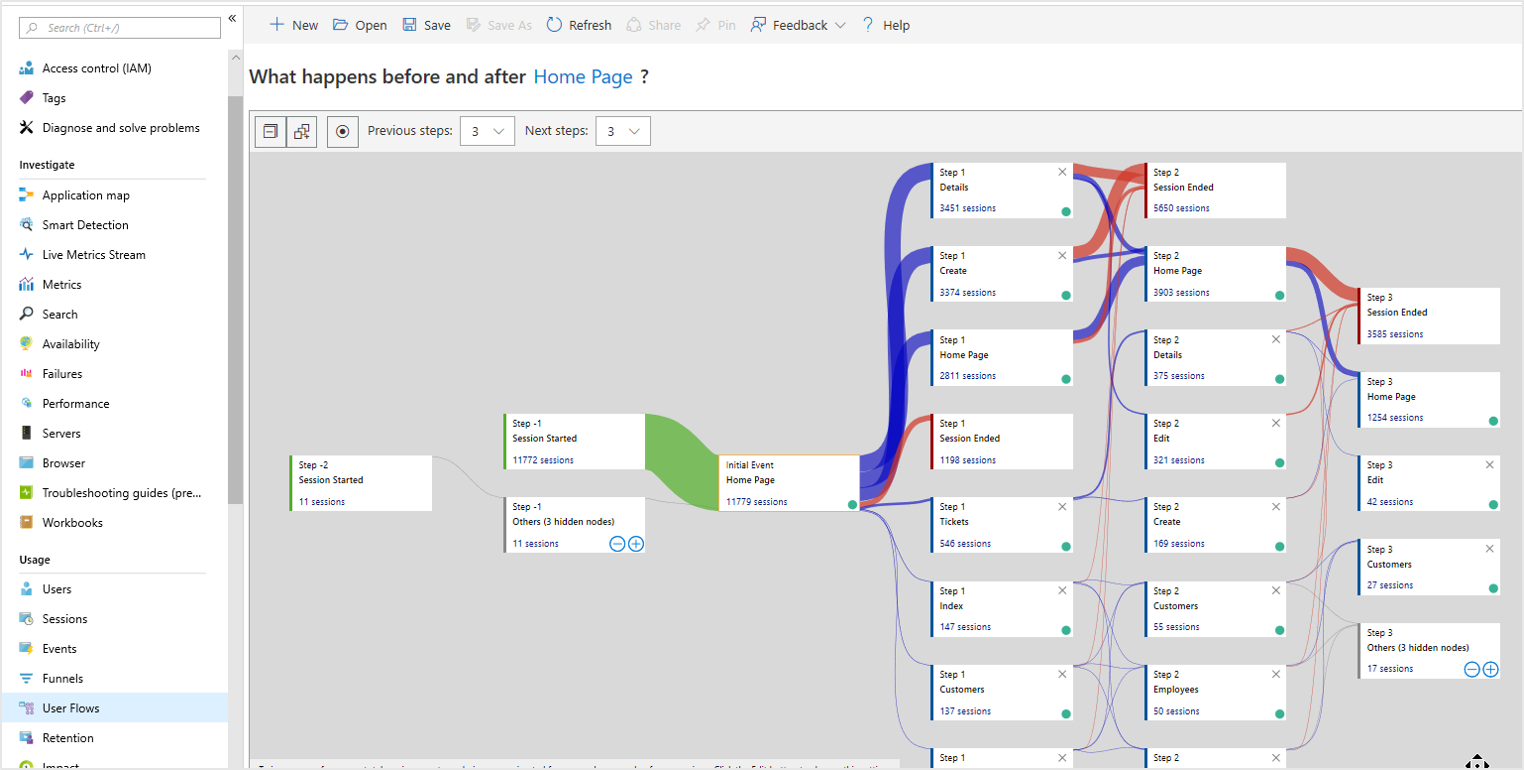 Search (Ctrl+/)
«
New
Open
Save
Save As
Refresh
Share
Pin
Feedback
? Help
Access control (IAM)
Tags
Diagnose and solve problems
Investigate
Application map
Smart Detection
Live Metrics Stream
Metrics
Search
Availability
Failures
Performance
Servers
Browser
Troubleshooting guides (pre...
Workbooks
Usage
Users
Sessions
Events
Funnels
User Flows
Retention
Impact
What happens before and after Home Page ?
Previous steps: 3
Next steps: 3
Step -2
Session Started
11 sessions
Step -1
Session Started
11772 sessions
Step -1
Others (3 hidden nodes)
11 sessions
Initial Event
Home Page
11779 sessions
Step 1
Details
3451 sessions
Step 1
Create
3374 sessions
Step 1
Home Page
2811 sessions
Step 1
Session Ended
1198 sessions
Step 1
Tickets
546 sessions
Step 1
Index
147 sessions
Step 1
Customers
137 sessions
Step 1
Step 2
Session Ended
5650 sessions
Step 2
Home Page
3903 sessions
Step 2
Details
375 sessions
Step 2
Edit
321 sessions
Step 2
Create
169 sessions
Step 2
Customers
55 sessions
Step 2
Employees
50 sessions
Step 2
Step 3
Session Ended
3585 sessions
Step 3
Home Page
1254 sessions
Step 3
Edit
42 sessions
Step 3
Customers
27 sessions
Step 3
Others (3 hidden nodes)
17 sessions